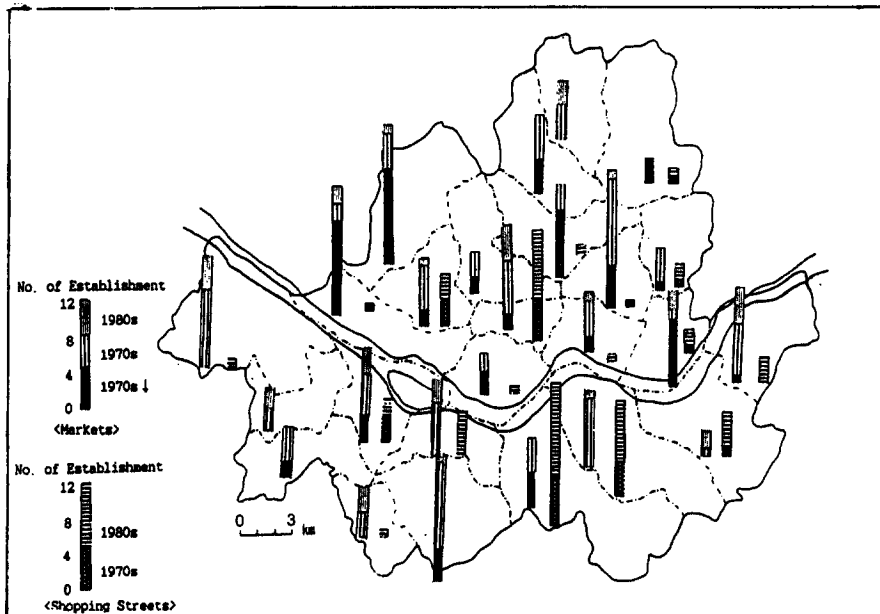 No. of Establishment
12
1980s
8
1970s
4
1970s↓
0
<Markets>
No. of Establishment
12
8
1980s
4
1970s
0
<Shopping Streets>
0 3 km